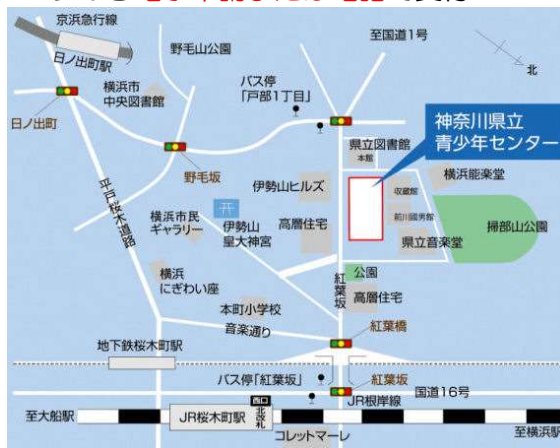 京浜急行線
日ノ出町駅
野毛山公園
至国道1号
北
バス停
「戸部1丁目」
横浜市
中央図書館
日ノ出町
野毛坂
県立図書館
本館
神奈川県立
青少年センター
収蔵館
横浜能楽堂
前川國男館
県立音楽堂
掃部山公園
伊勢山ヒルズ
高層住宅
伊勢山
皇大神宮
横浜市民
ギャラリー
平戸桜木道路
横浜
にぎわい座
本町小学校
音楽通り
紅葉坂
公園
高層住宅
紅葉橋
地下鉄桜木町駅
バス停「紅葉坂」
紅葉坂
国道16号
JR根岸線
西口
北改札
至大船駅
JR桜木町駅
コレットマーレ
至横浜駅